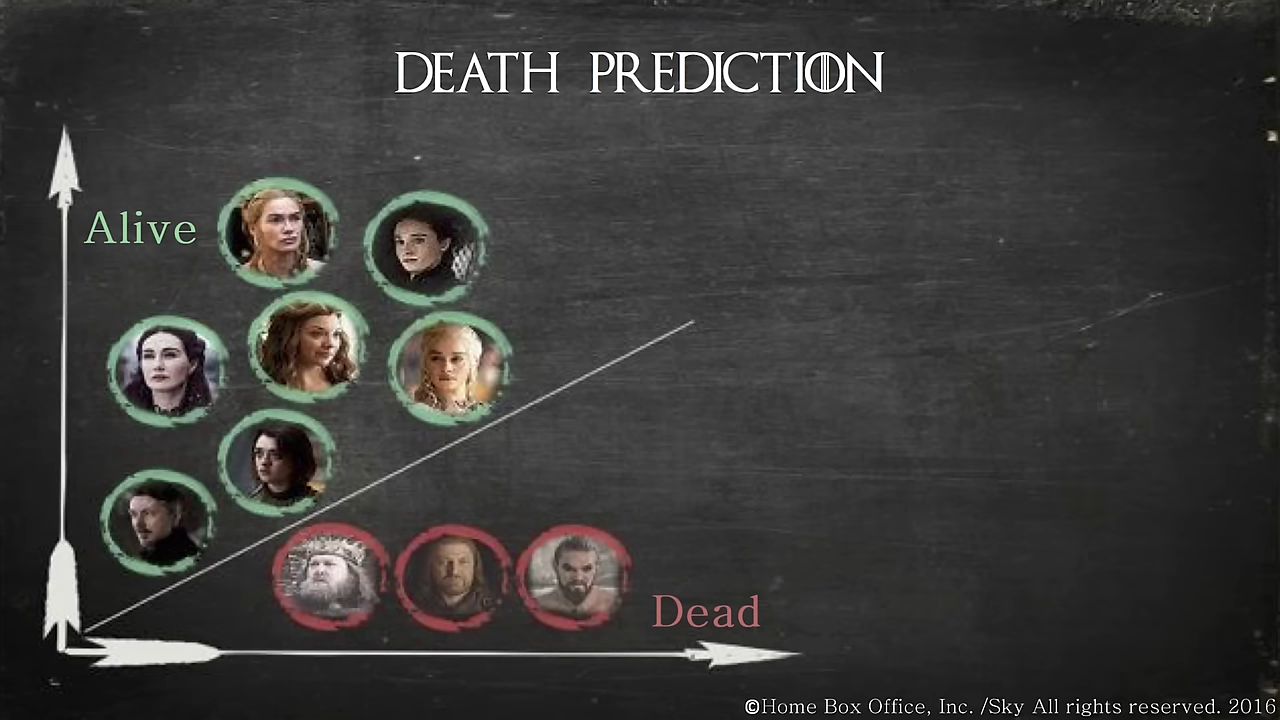 DEATH PREDICTION
Alive
Dead
©Home Box Office, Inc. /Sky All rights reserved. 2016